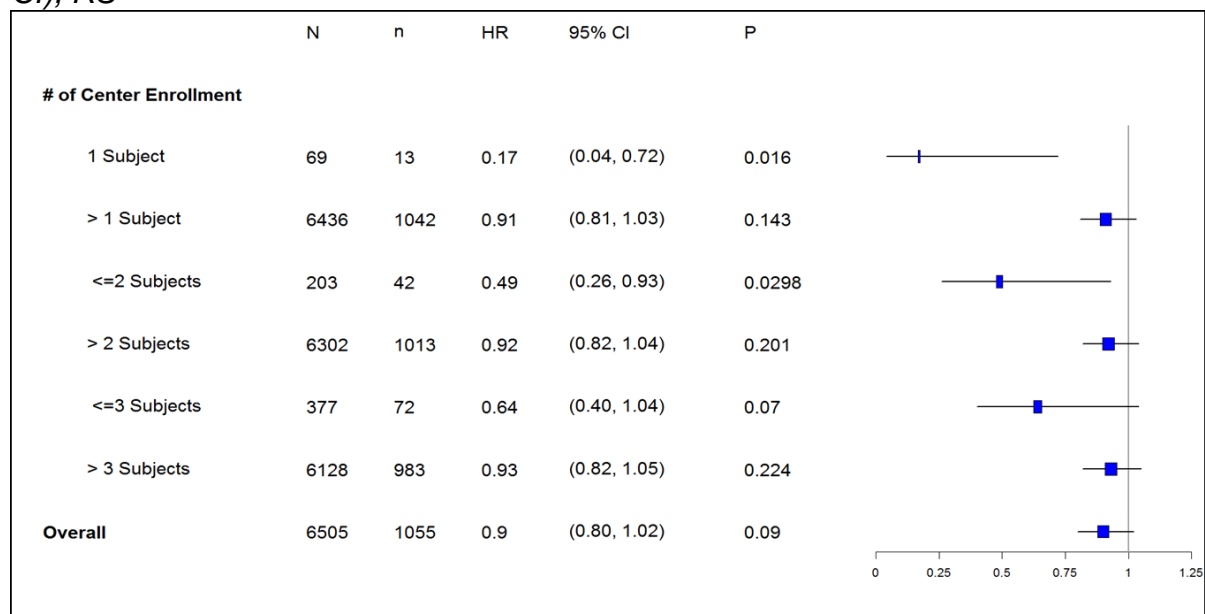 CI), RS
N n HR 95% CI P
# of Center Enrollment
1 Subject 69 13 0.17 (0.04, 0.72) 0.016
> 1 Subject 6436 1042 0.91 (0.81, 1.03) 0.143
<=2 Subjects 203 42 0.49 (0.26, 0.93) 0.0298
> 2 Subjects 6302 1013 0.92 (0.82, 1.04) 0.201
<=3 Subjects 377 72 0.64 (0.40, 1.04) 0.07
> 3 Subjects 6128 983 0.93 (0.82, 1.05) 0.224
Overall 6505 1055 0.9 (0.80, 1.02) 0.09
0 0.25 0.5 0.75 1 1.25